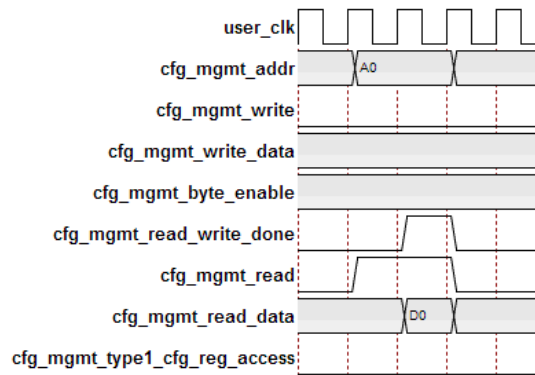 user_clk
cfg_mgmt_addr A0
cfg_mgmt_write
cfg_mgmt_write_data
cfg_mgmt_byte_enable
cfg_mgmt_read_write_done
cfg_mgmt_read
cfg_mgmt_read_data D0
cfg_mgmt_type1_cfg_reg_access